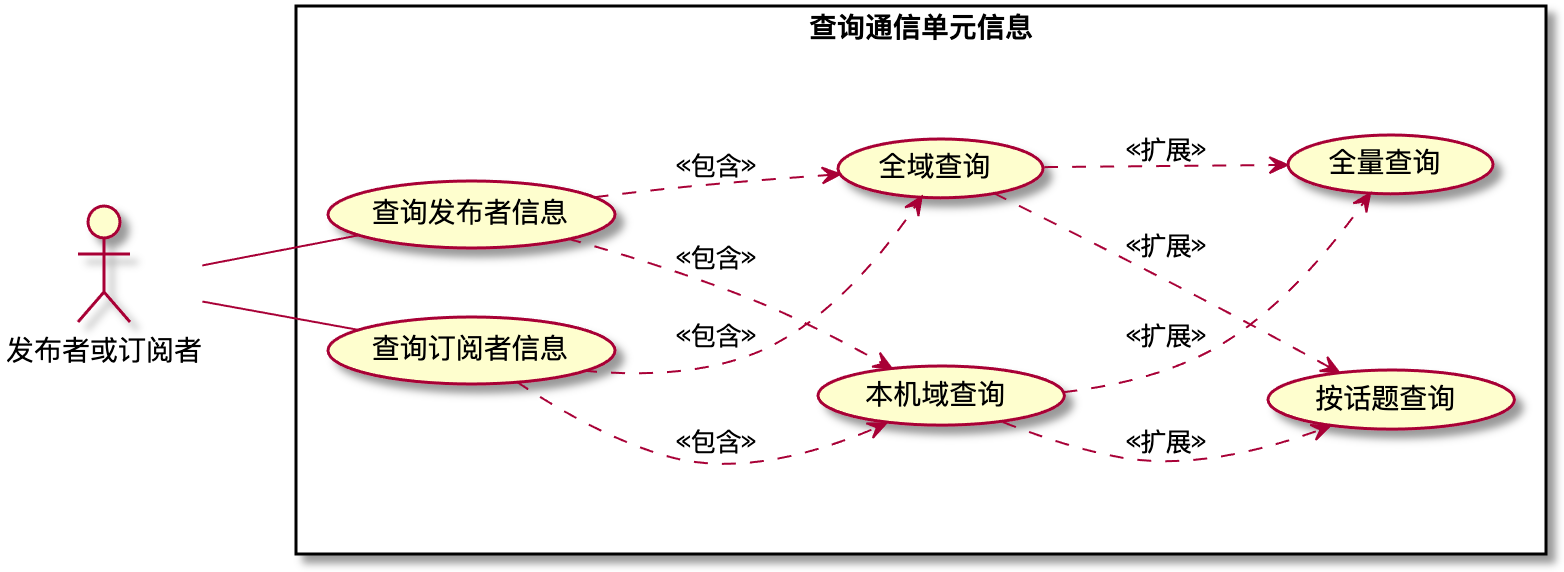 查询通信单元信息
发布者或订阅者
查询发布者信息
查询订阅者信息
«包含»
«包含»
«包含»
«包含»
全域查询
本机域查询
«扩展»
«扩展»
«扩展»
«扩展»
全量查询
按话题查询